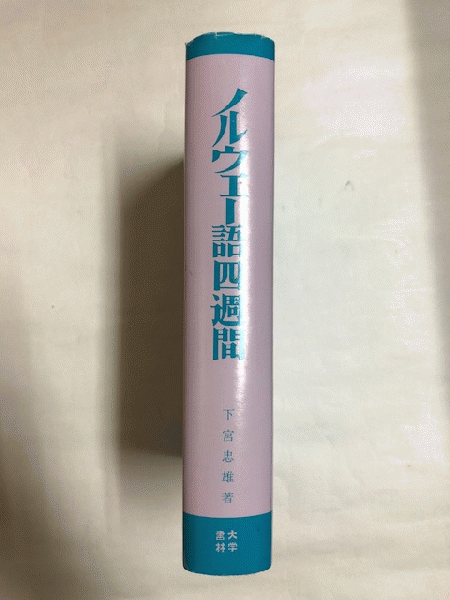 ノルウェー語四週間
下宮忠雄著
大学
書林